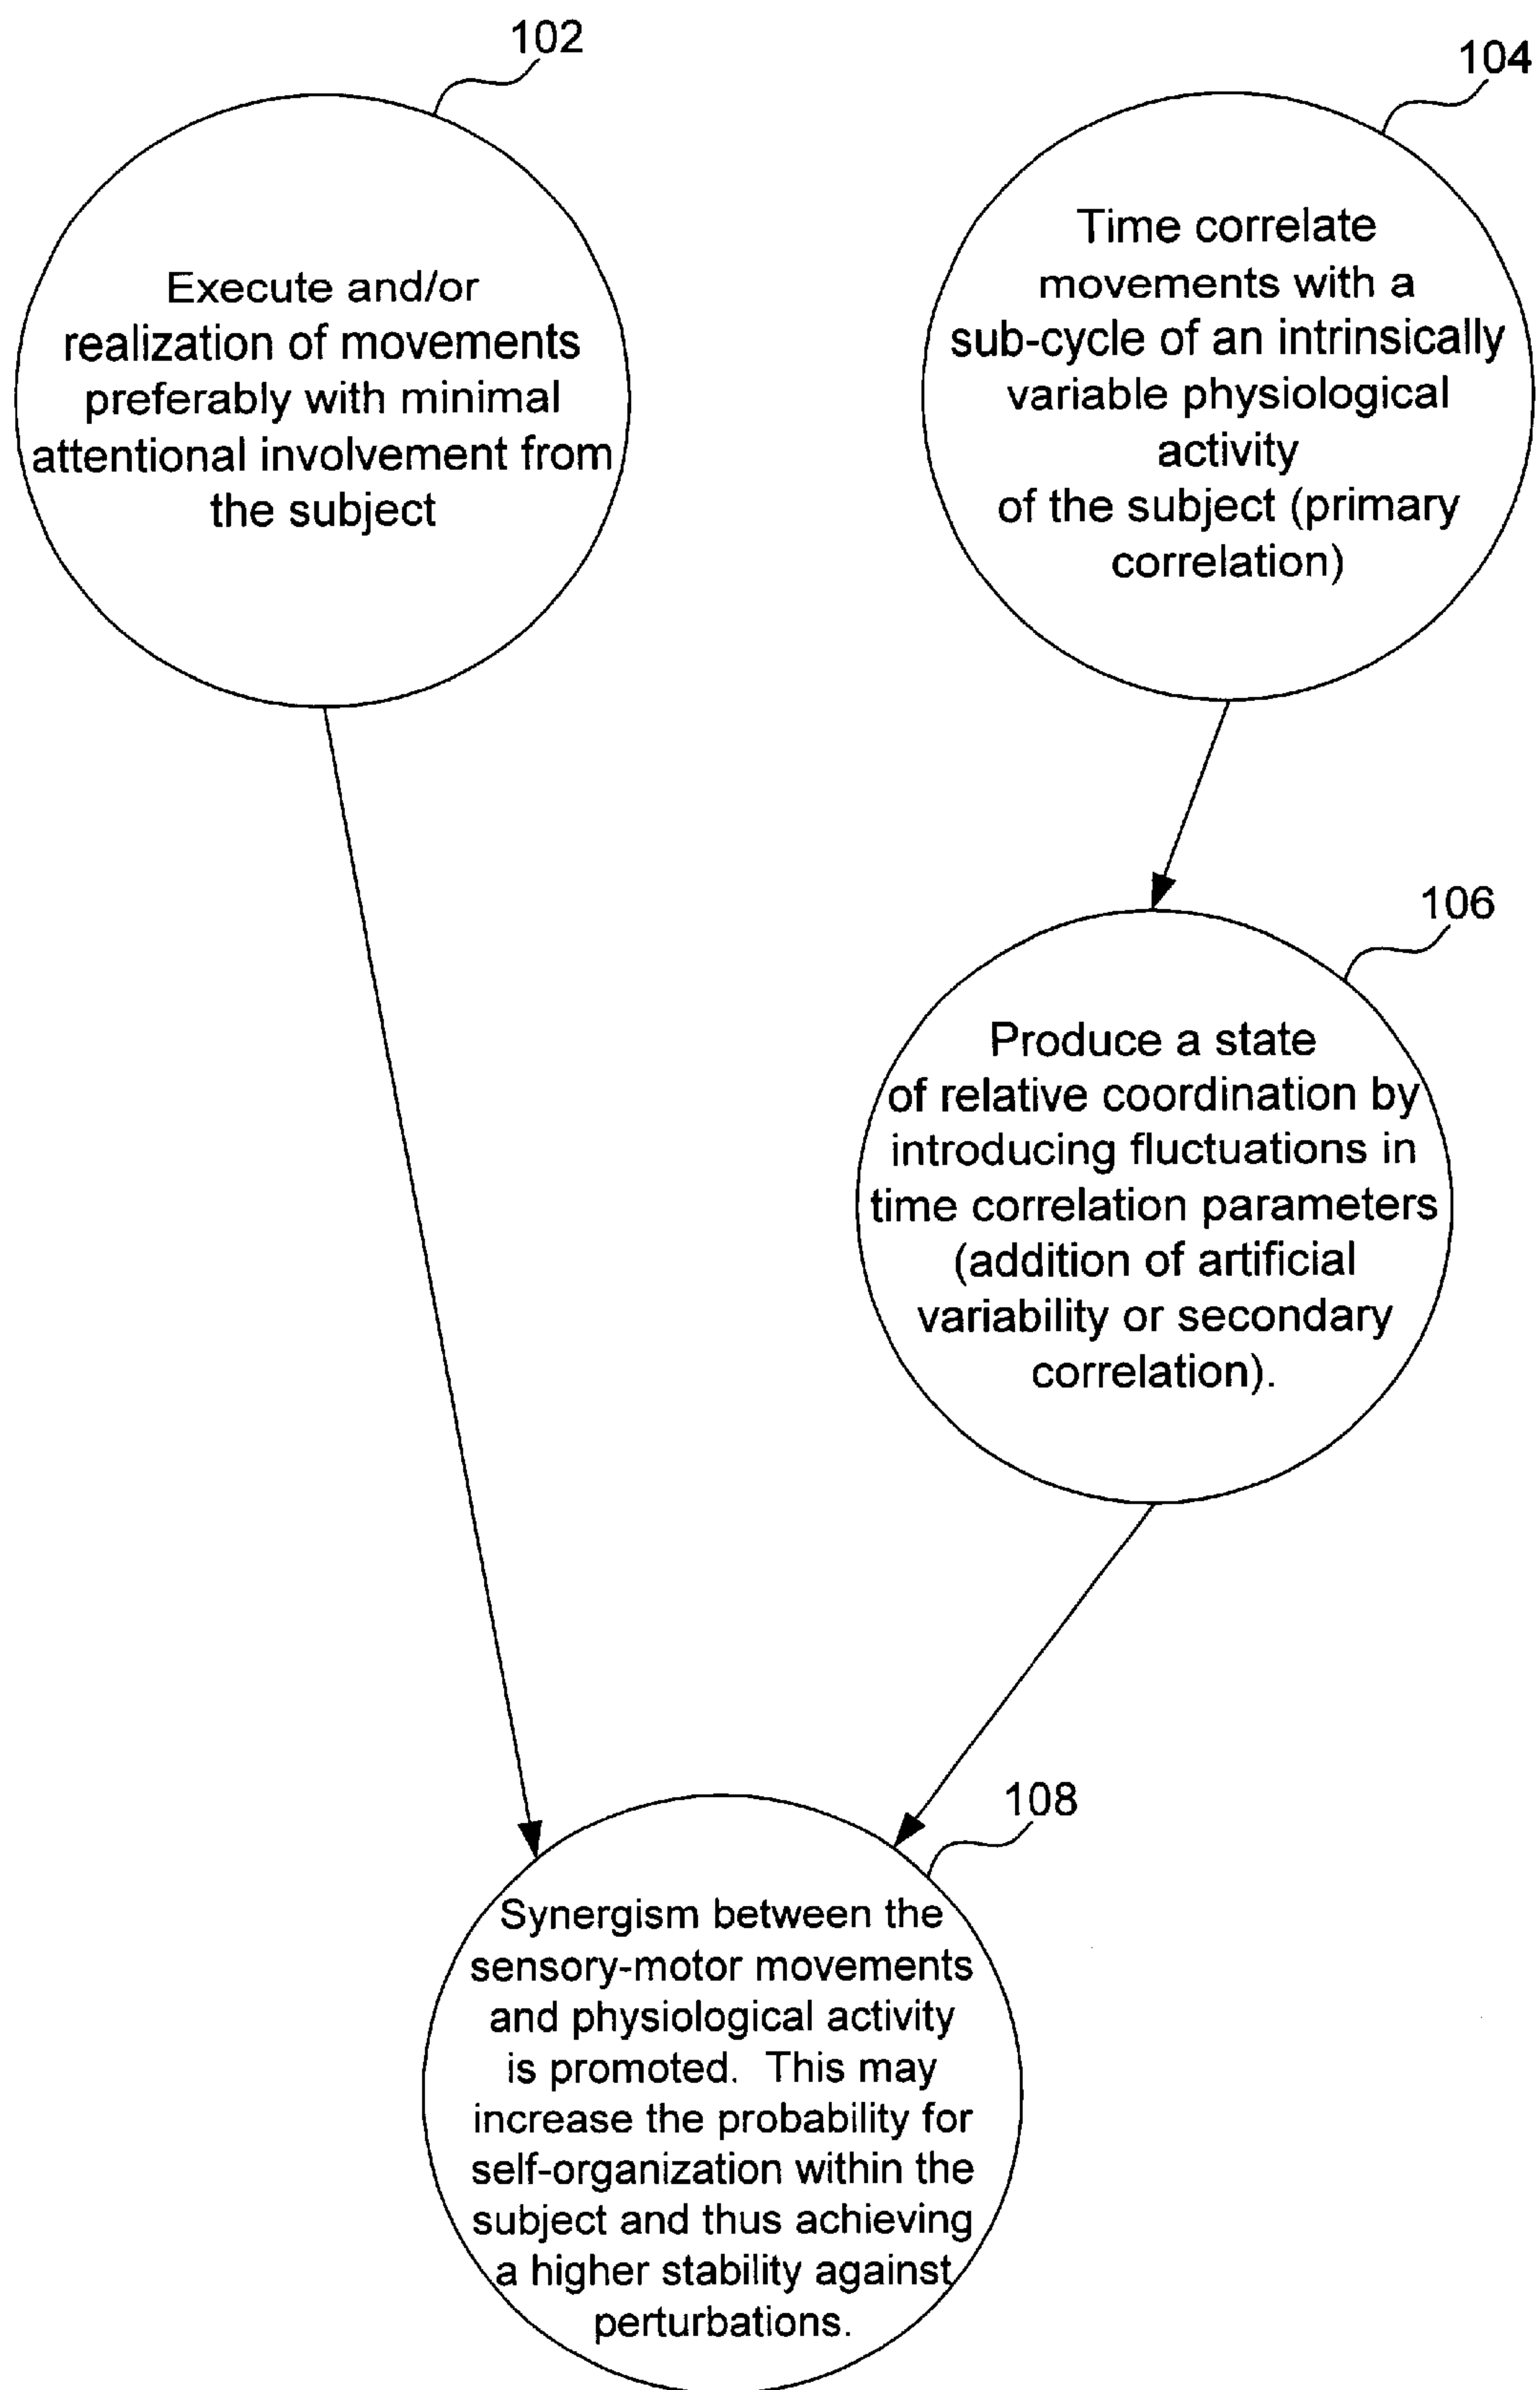 102
Execute and/or
realization of movements
preferably with minimal
attentional involvement from
the subject
104
Time correlate
movements with a
sub-cycle of an intrinsically
variable physiological
activity
of the subject (primary
correlation)
106
Produce a state
of relative coordination by
introducing fluctuations in
time correlation parameters
(addition of artificial
variability or secondary
correlation).
108
Synergism between the
sensory-motor movements
and physiological activity
is promoted. This may
increase the probability for
self-organization within the
subject and thus achieving
a higher stability against
perturbations.